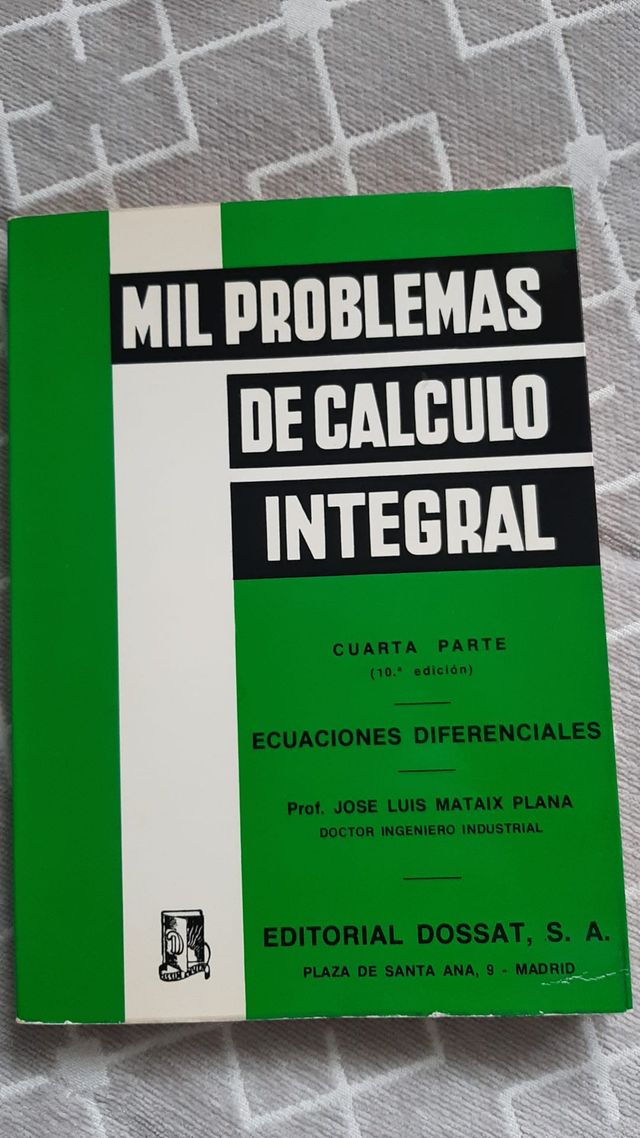 MIL PROBLEMAS
DE CALCULO
INTEGRAL
CUARTA PARTE
(10.ª edición)
ECUACIONES DIFERENCIALES
Prof. JOSE LUIS MATAIX PLANA
DOCTOR INGENIERO INDUSTRIAL
EDITORIAL DOSSAT, S. A.
PLAZA DE SANTA ANA, 9 - MADRID